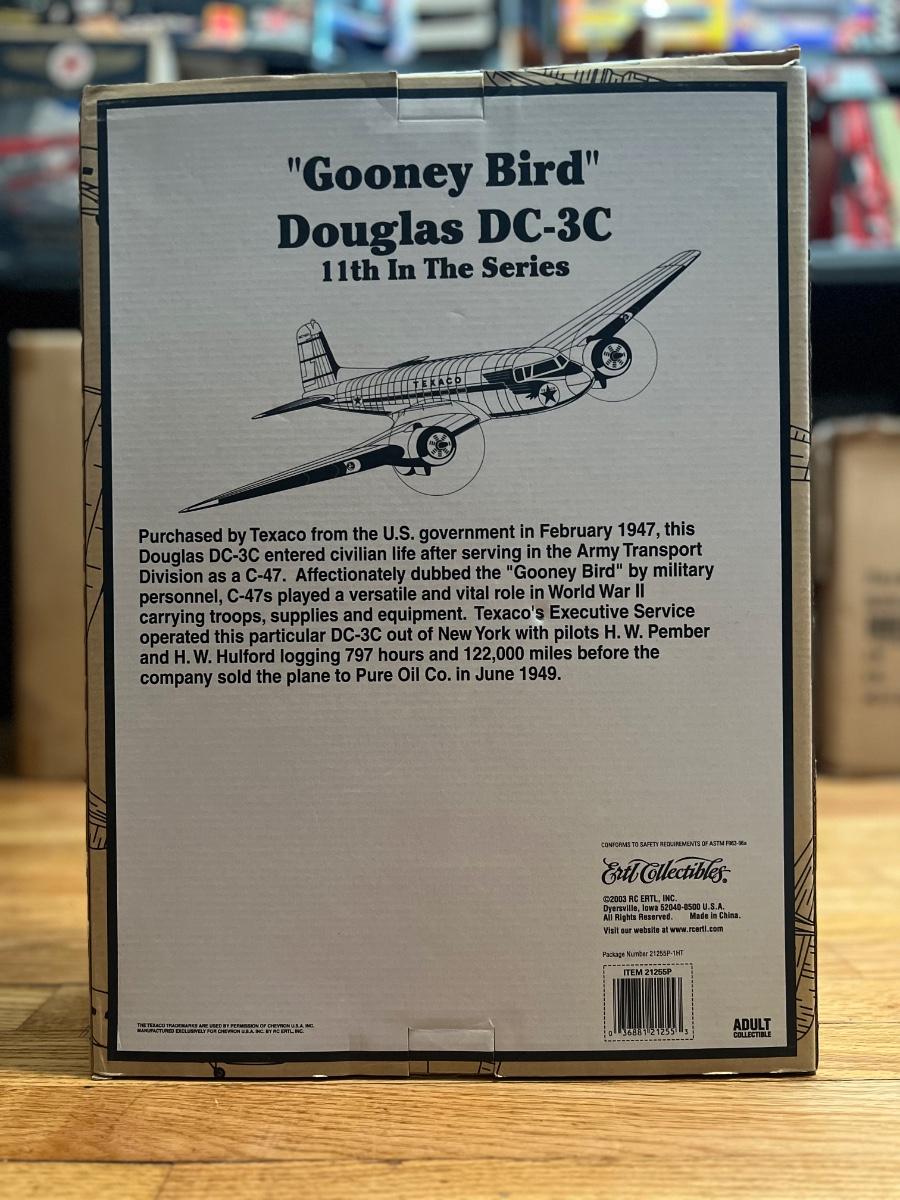 "Gooney Bird"
Douglas DC-3C
11th In The Series
TEXACO
Purchased by Texaco from the U.S. government in February 1947, this
Douglas DC-3C entered civilian life after serving in the Army Transport
Division as a C-47. Affectionately dubbed the "Gooney Bird" by military
personnel, C-47s played a versatile and vital role in World War II
carrying troops, supplies and equipment. Texaco's Executive Service
operated this particular DC-3C out of New York with pilots H. W. Pember
and H. W. Hulford logging 797 hours and 122,000 miles before the
company sold the plane to Pure Oil Co. in June 1949.
CONFORMS TO SAFETY REQUIREMENTS OF ASTM F963-96a
Ertl Collectibles
©2003 RC ERTL, INC.
Dyersville, Iowa 52040-0500 U.S.A.
All Rights Reserved. Made in China.
Visit our website at www.rcertl.com
Package Number 21255P-1HT
ITEM 21255P
0 36881 21255 3
THE TEXACO TRADEMARKS ARE USED BY PERMISSION OF CHEVRON U.S.A. INC.
MANUFACTURED EXCLUSIVELY FOR CHEVRON U.S.A. INC. BY RC ERTL, INC.
ADULT
COLLECTIBLE